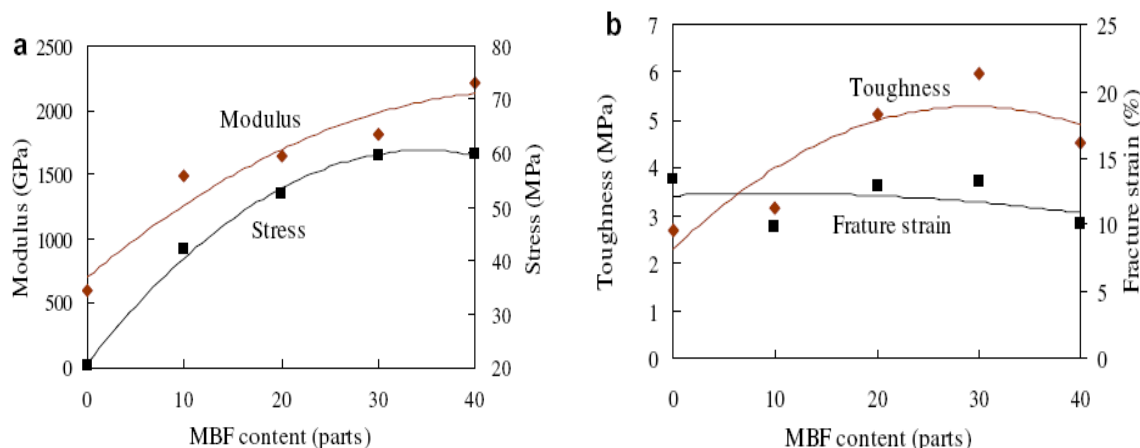 a
2500
2000
1500
1000
500
0
Modulus (GPa)
80
70
60
50
40
30
20
Stress (MPa)
Modulus
Stress
0 10 20 30 40
MBF content (parts)
b
7
6
5
4
3
2
1
0
Toughness (MPa)
25
20
15
10
5
0
Fracture strain (%)
Toughness
Frature strain
0 10 20 30 40
MBF content (parts)